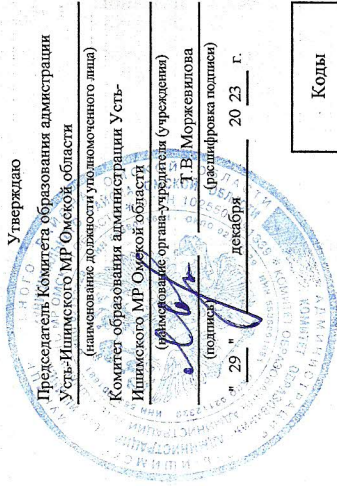 Утверждаю
Председатель Комитета образования адмистрации
Усть-Ишимского МР Омской области
(наименование должности уполномоченного лица)
Комитет образования администрации Усть-
Ишимского МР Омской области
(наименование органа-учредителя (учреждения)
Т.В. Моржевилова
(подпись) (расшифровка подписи)
" 29 " декабря 20 23 г.
Коды